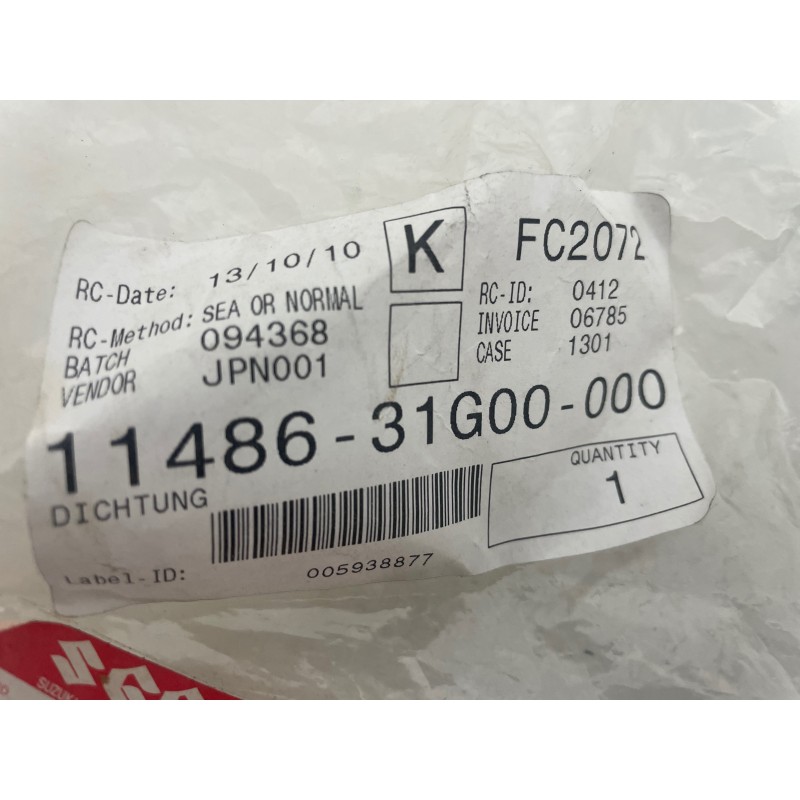 RC-Date: 13/10/10 K FC2072
RC-Method: SEA OR NORMAL RC-ID: 0412
BATCH 094368 INVOICE 06785
VENDOR JPN001 CASE 1301
11486-31G00-000
DICHTUNG QUANTITY
1
Label-ID: 005938877
SGP